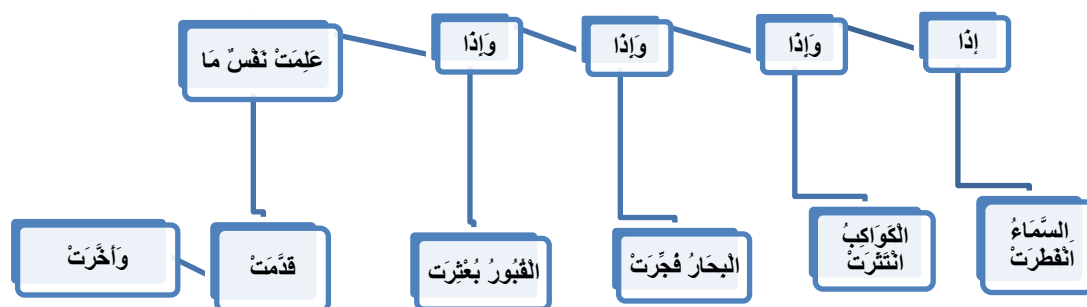 إِذَا
السَّمَاءُ
انْفَطَرَتْ
وَإِذَا
الْكَوَاكِبُ
انْتَثَرَتْ
وَإِذَا
الْبِحَارُ فُجِّرَتْ
وَإِذَا
الْقُبُورُ بُعْثِرَت
عَلِمَتْ نَفْسٌ مَا
قَدَّمَتْ
وَأَخَّرَتْ